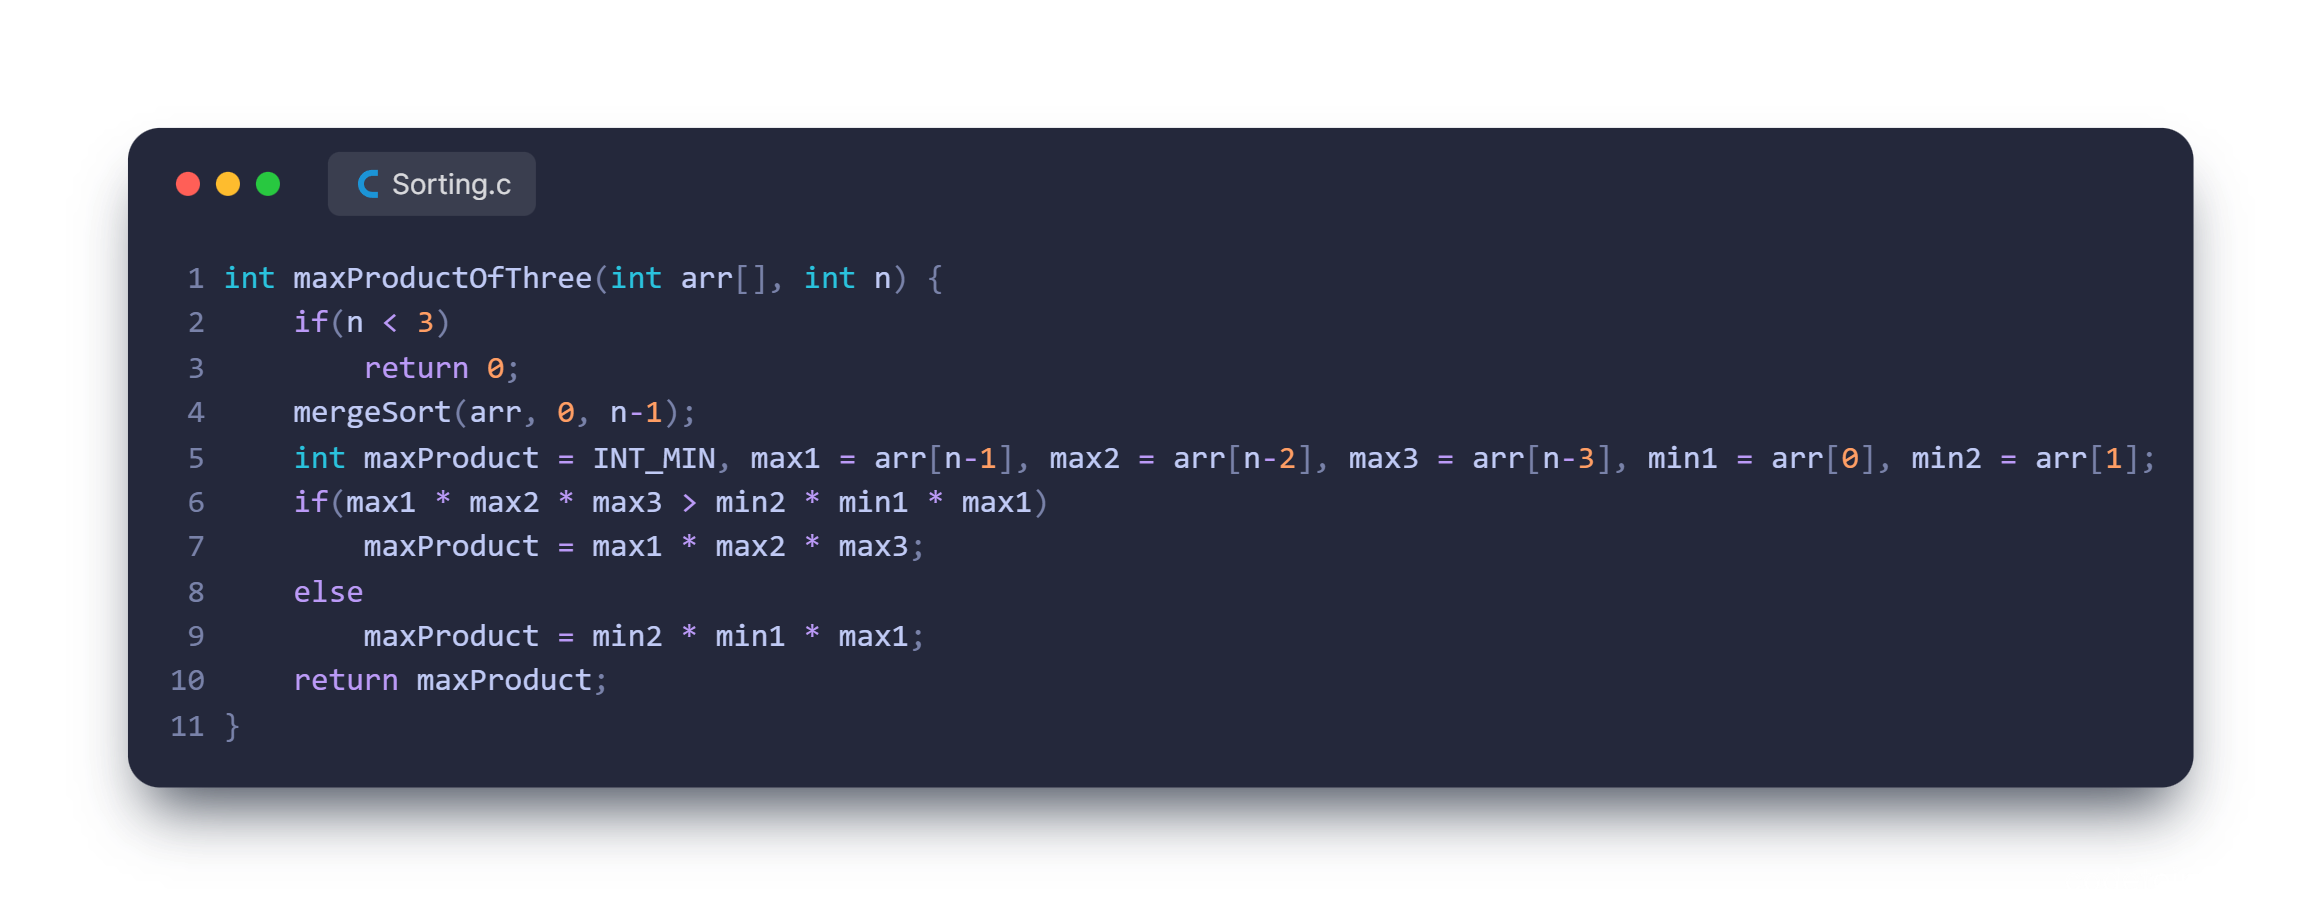 Sorting.c
1 int maxProductOfThree(int arr[], int n) {
2     if(n < 3)
3         return 0;
4     mergeSort(arr, 0, n-1);
5     int maxProduct = INT_MIN, max1 = arr[n-1], max2 = arr[n-2], max3 = arr[n-3], min1 = arr[0], min2 = arr[1];
6     if(max1 * max2 * max3 > min2 * min1 * max1)
7         maxProduct = max1 * max2 * max3;
8     else
9         maxProduct = min2 * min1 * max1;
10     return maxProduct;
11 }